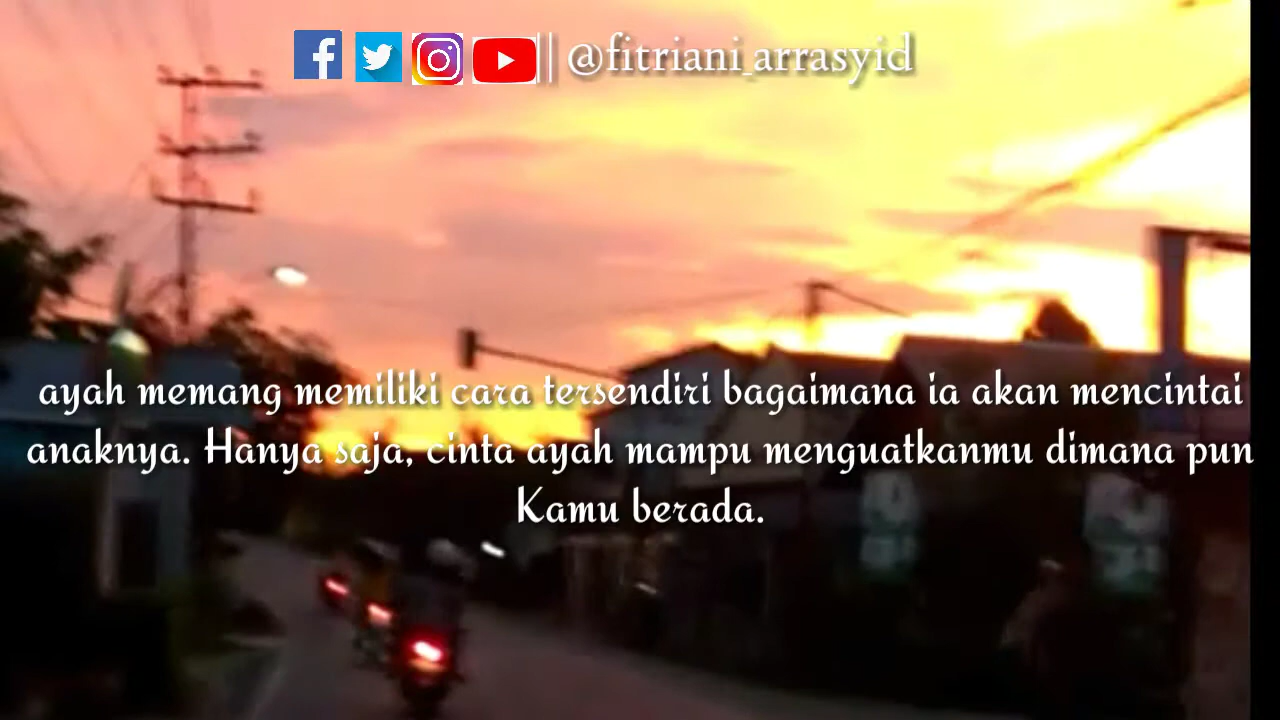 || @fitriani_arrasyid
ayah memang memiliki cara tersendiri bagaimana ia akan mencintai
anaknya. Hanya saja, cinta ayah mampu menguatkanmu dimana pun
Kamu berada.